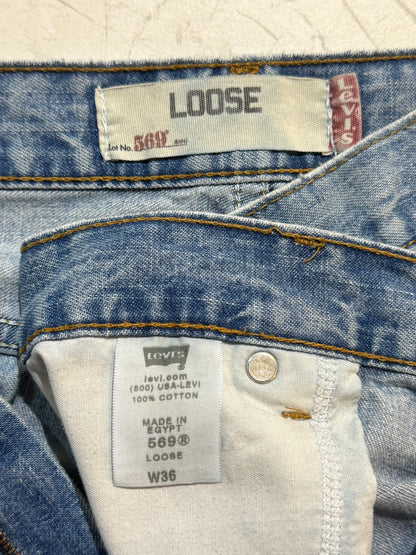 LOOSE
Lot No. 569
Levi's
Levi's
levi.com
(800) USA-LEVI
100% COTTON
MADE IN
EGYPT
569®
LOOSE
W36